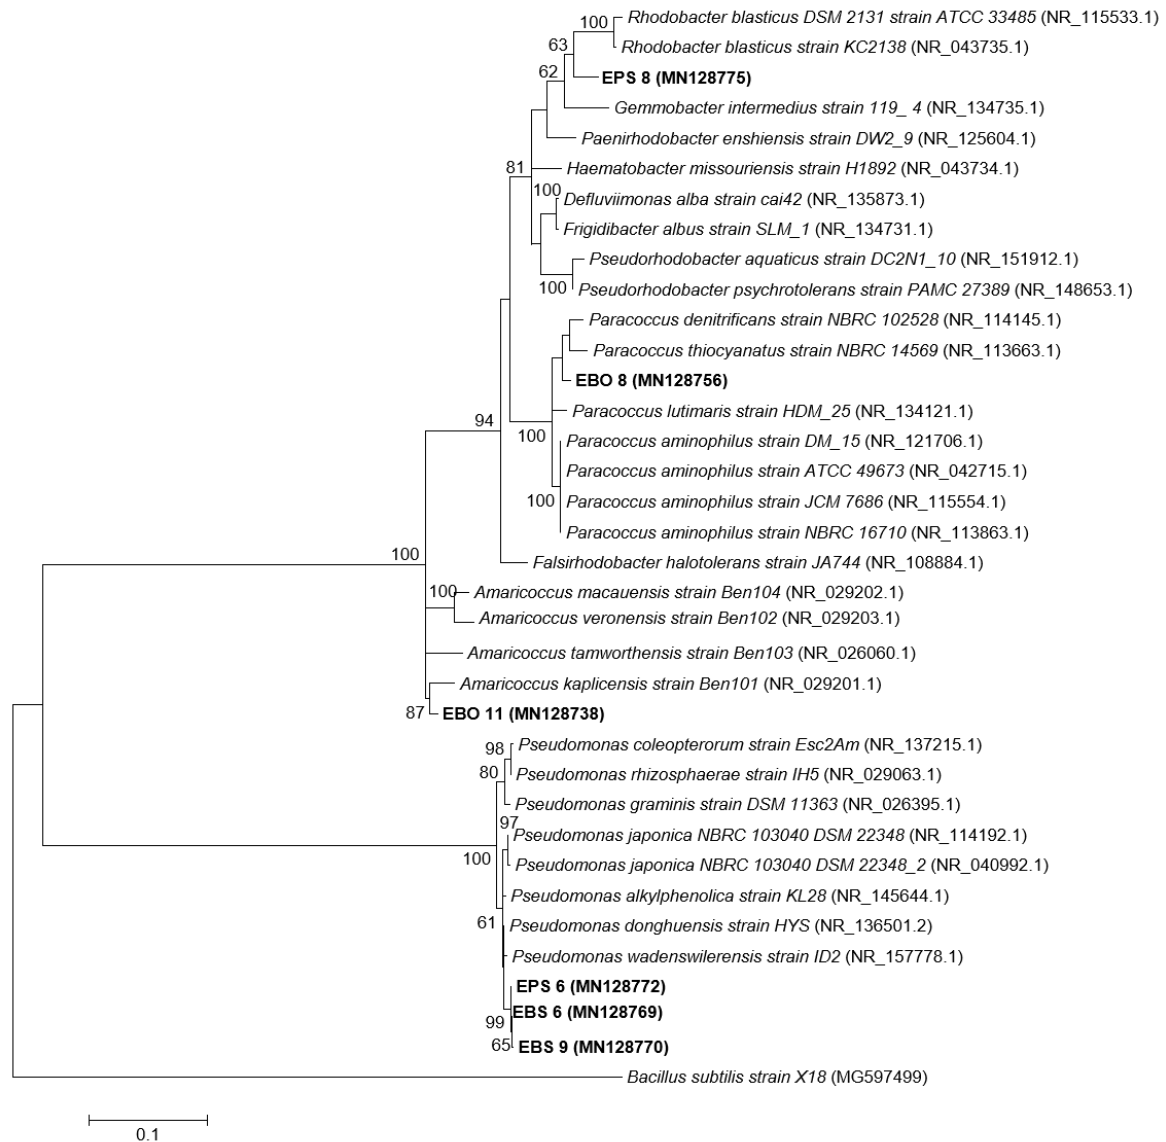 100 Rhodobacter blasticus DSM 2131 strain ATCC 33485 (NR_115533.1)
63 Rhodobacter blasticus strain KC2138 (NR_043735.1)
62 EPS 8 (MN128775)
Gemmobacter intermedius strain 119_ 4 (NR_134735.1)
Paenirhodobacter enshiensis strain DW2_9 (NR_125604.1)
81 Haematobacter missouriensis strain H1892 (NR_043734.1)
100 Defluviimonas alba strain cai42 (NR_135873.1)
Frigidibacter albus strain SLM_1 (NR_134731.1)
Pseudorhodobacter aquaticus strain DC2N1_10 (NR_151912.1)
100 Pseudorhodobacter psychrotolerans strain PAMC 27389 (NR_148653.1)
Paracoccus denitrificans strain NBRC 102528 (NR_114145.1)
Paracoccus thiocyanatus strain NBRC 14569 (NR_113663.1)
EBO 8 (MN128756)
94 Paracoccus lutimaris strain HDM_25 (NR_134121.1)
100 Paracoccus aminophilus strain DM_15 (NR_121706.1)
Paracoccus aminophilus strain ATCC 49673 (NR_042715.1)
100 Paracoccus aminophilus strain JCM 7686 (NR_115554.1)
Paracoccus aminophilus strain NBRC 16710 (NR_113863.1)
100 Falsirhodobacter halotolerans strain JA744 (NR_108884.1)
100 Amaricoccus macauensis strain Ben104 (NR_029202.1)
Amaricoccus veronensis strain Ben102 (NR_029203.1)
Amaricoccus tamworthensis strain Ben103 (NR_026060.1)
Amaricoccus kaplicensis strain Ben101 (NR_029201.1)
87 EBO 11 (MN128738)
98 Pseudomonas coleopterorum strain Esc2Am (NR_137215.1)
80 Pseudomonas rhizosphaerae strain IH5 (NR_029063.1)
Pseudomonas graminis strain DSM 11363 (NR_026395.1)
97 Pseudomonas japonica NBRC 103040 DSM 22348 (NR_114192.1)
100 Pseudomonas japonica NBRC 103040 DSM 22348_2 (NR_040992.1)
Pseudomonas alkylphenolica strain KL28 (NR_145644.1)
61 Pseudomonas donghuensis strain HYS (NR_136501.2)
Pseudomonas wadenswilerensis strain ID2 (NR_157778.1)
EPS 6 (MN128772)
99 EBS 6 (MN128769)
65 EBS 9 (MN128770)
Bacillus subtilis strain X18 (MG597499)
0.1